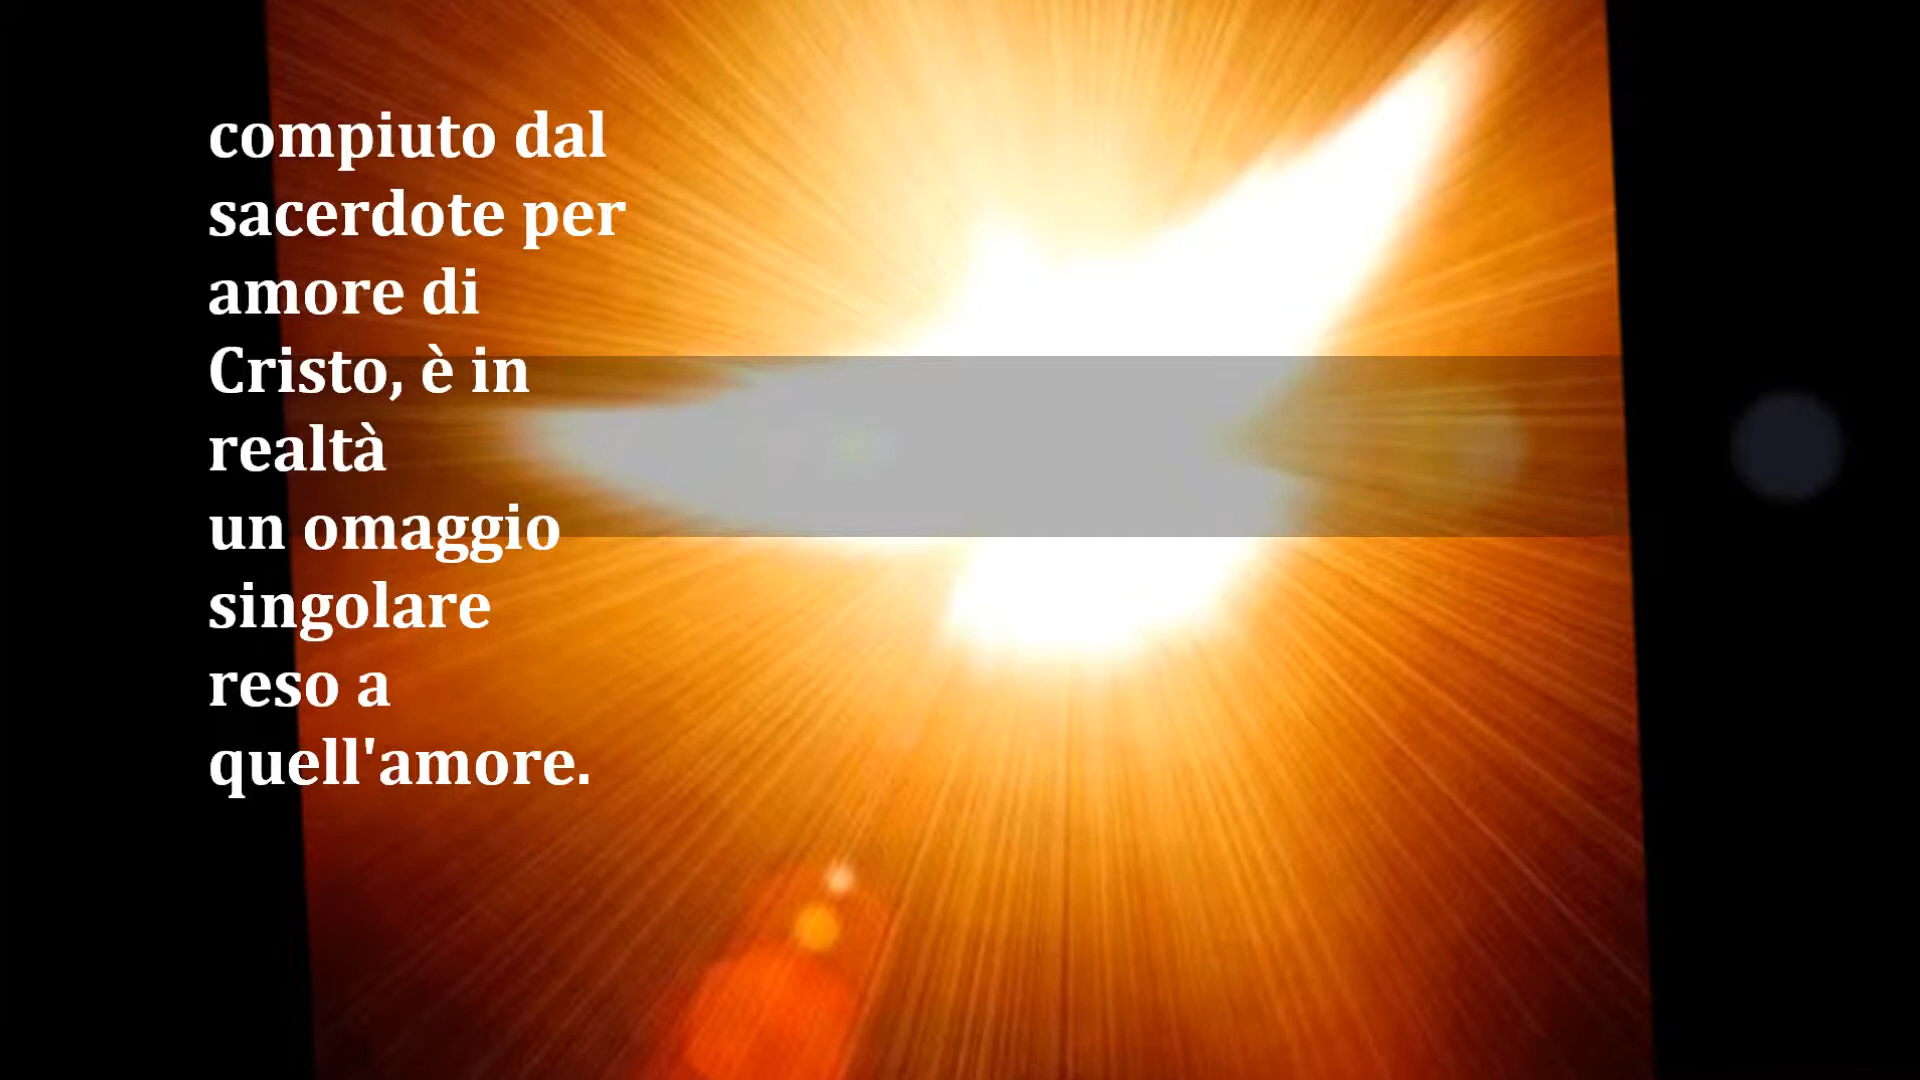 compiuto dal
sacerdote per
amore di
Cristo, è in
realtà
un omaggio
singolare
reso a
quell'amore.